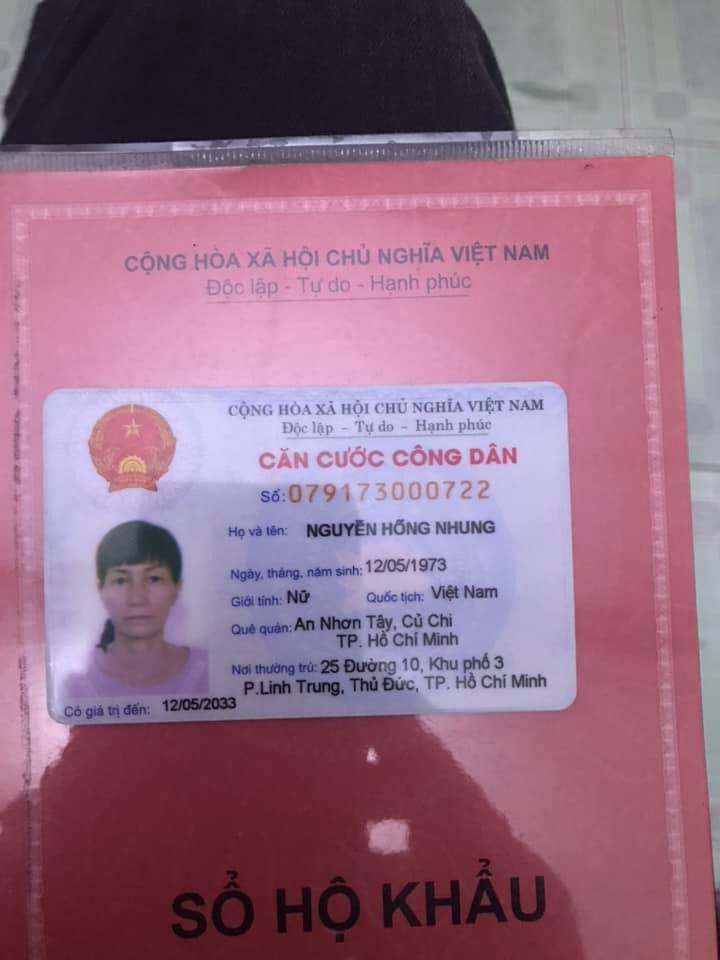 CỘNG HÒA XÃ HỘI CHỦ NGHĨA VIỆT NAM
Độc lập - Tự do - Hạnh phúc
CỘNG HÒA XÃ HỘI CHỦ NGHĨA VIỆT NAM
Độc lập – Tự do – Hạnh phúc
CĂN CƯỚC CÔNG DÂN
Số: 079173000722
Họ và tên: NGUYỄN HỒNG NHUNG
Ngày, tháng, năm sinh: 12/05/1973
Giới tính: Nữ Quốc tịch: Việt Nam
Quê quán: An Nhơn Tây, Củ Chi
TP. Hồ Chí Minh
Nơi thường trú: 25 Đường 10, Khu phố 3
P.Linh Trung, Thủ Đức, TP. Hồ Chí Minh
Có giá trị đến: 12/05/2033
SỔ HỘ KHẨU